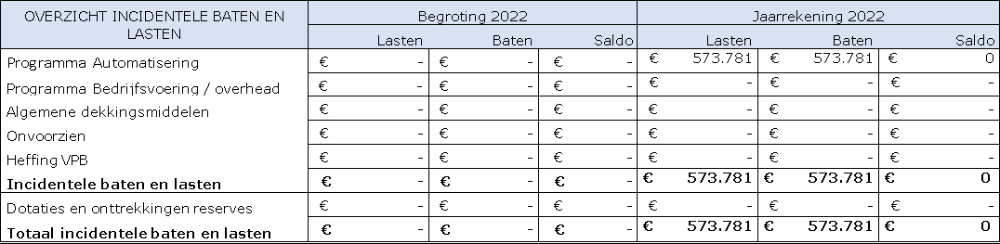 OVERZICHT INCIDENTELE BATEN EN LASTEN Begroting 2022 Jaarrekening 2022
Lasten Baten Saldo Lasten Baten Saldo
Programma Automatisering € - € - € - € 573.781 € 573.781 € 0
Programma Bedrijfsvoering / overhead € - € - € - € - € - € -
Algemene dekkingsmiddelen € - € - € - € - € - € -
Onvoorzien € - € - € - € - € - € -
Heffing VPB € - € - € - € - € - € -
Incidentele baten en lasten € - € - € - € 573.781 € 573.781 € 0
Dotaties en onttrekkingen reserves € - € - € - € - € - € -
Totaal incidentele baten en lasten € - € - € - € 573.781 € 573.781 € 0